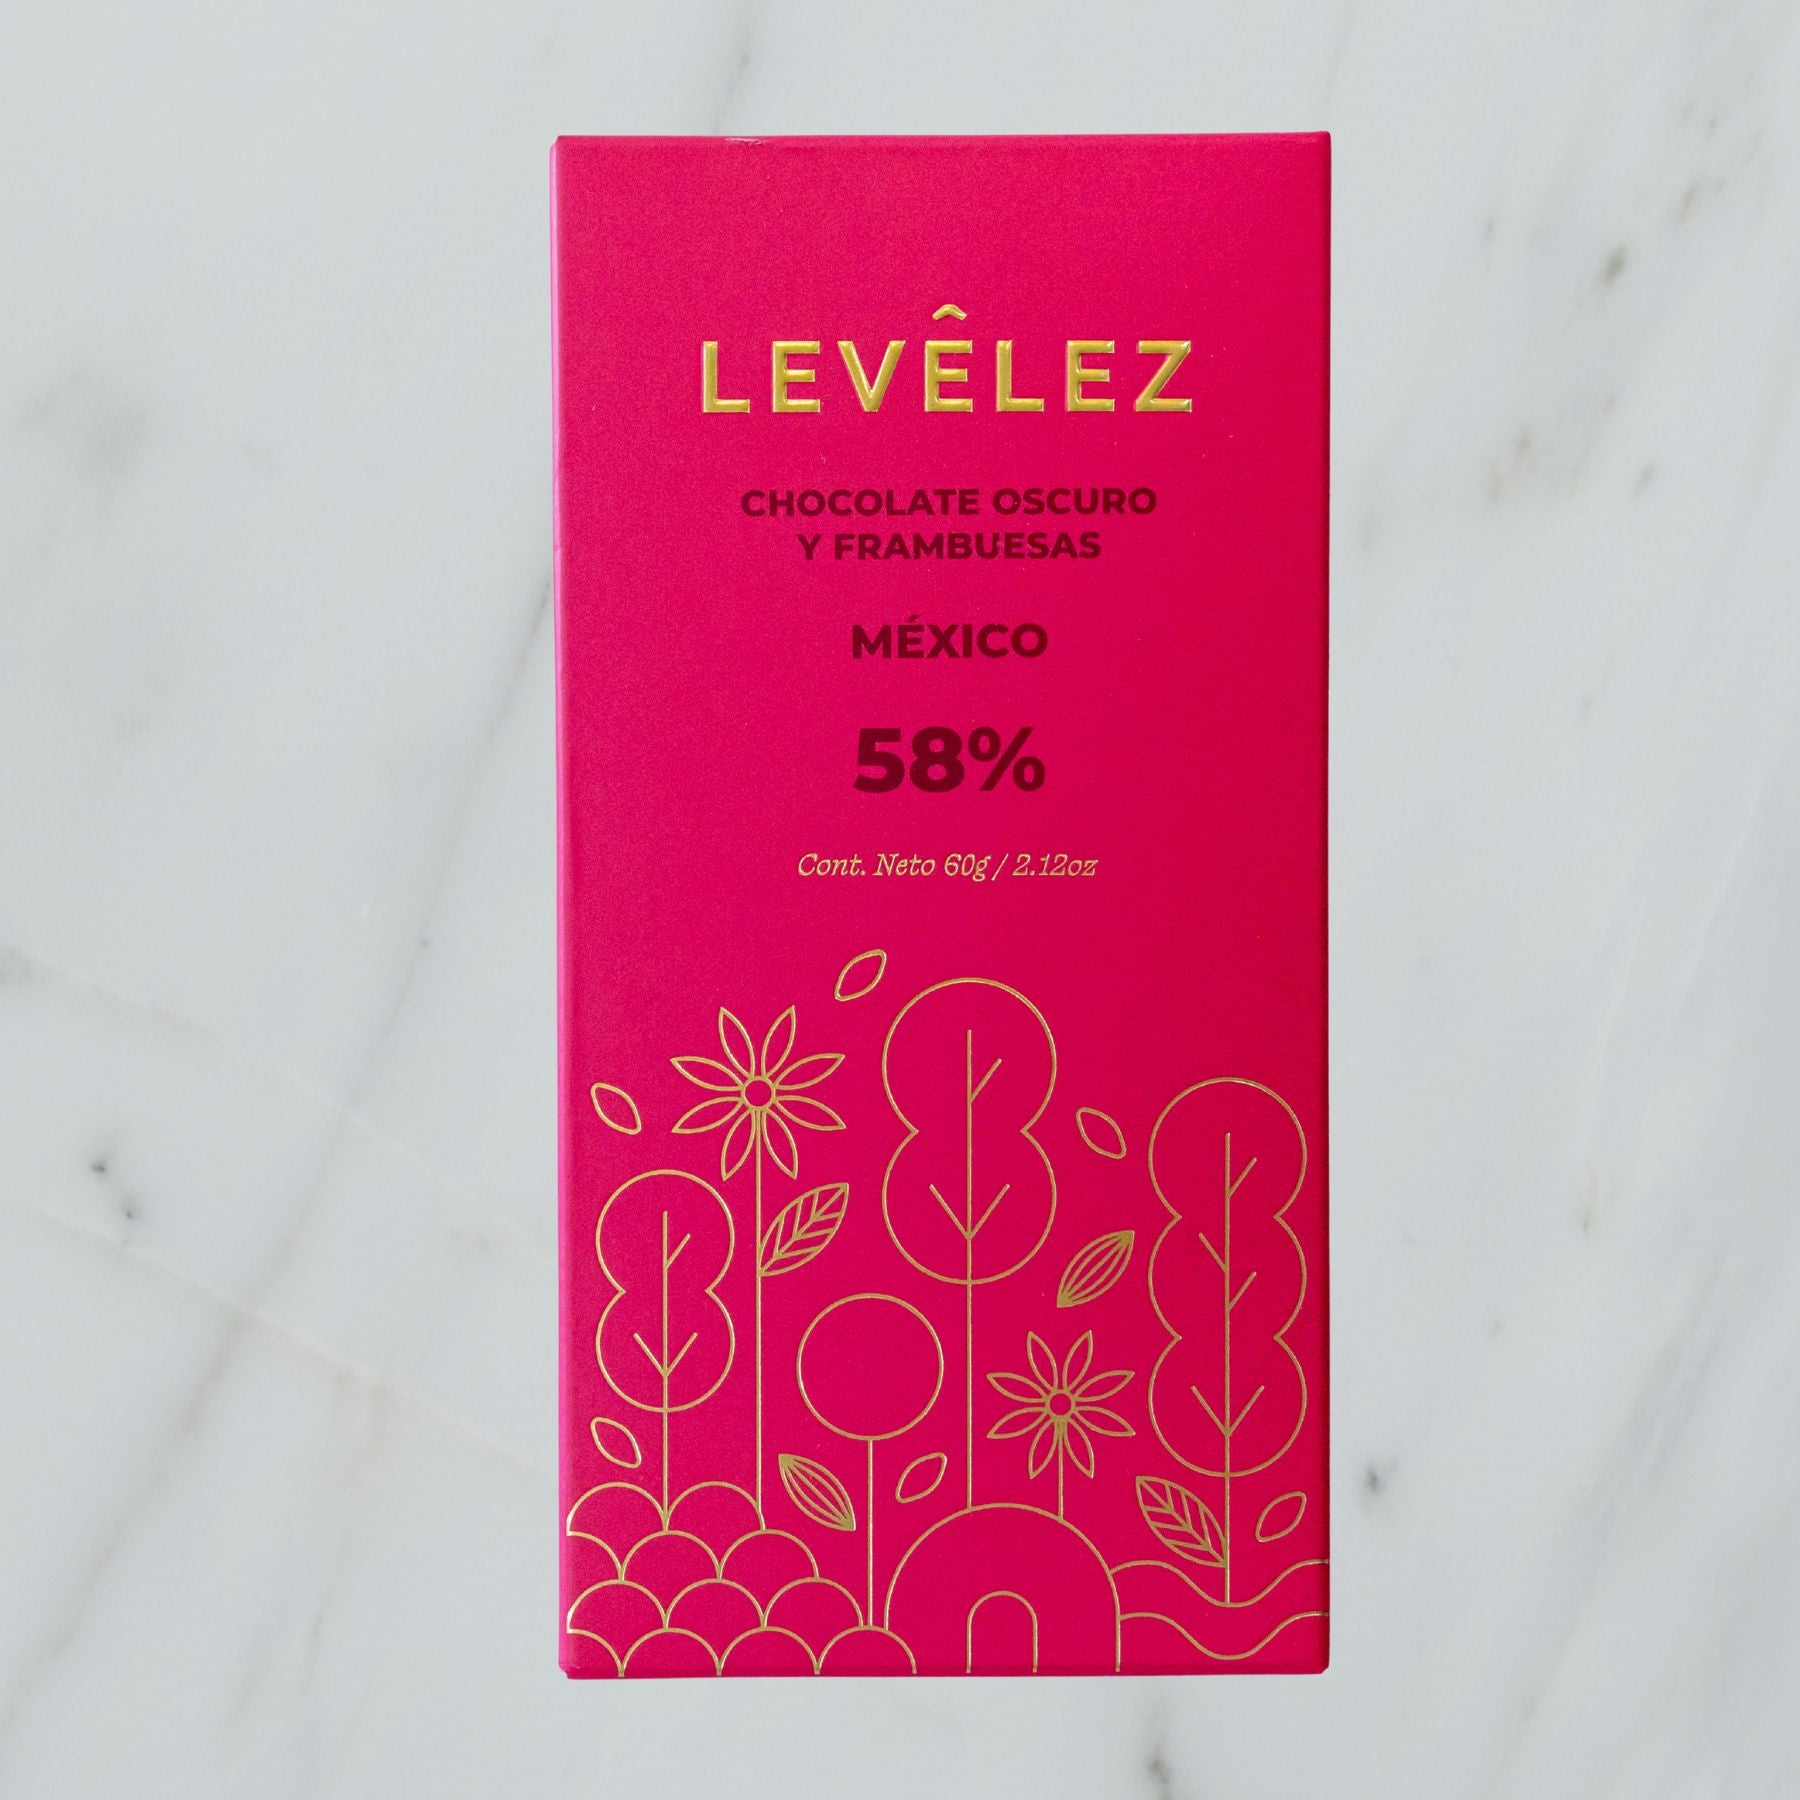 LEVÊLEZ
CHOCOLATE OSCURO
Y FRAMBUESAS
MÉXICO
58%
Cont. Neto 60g / 2.12oz